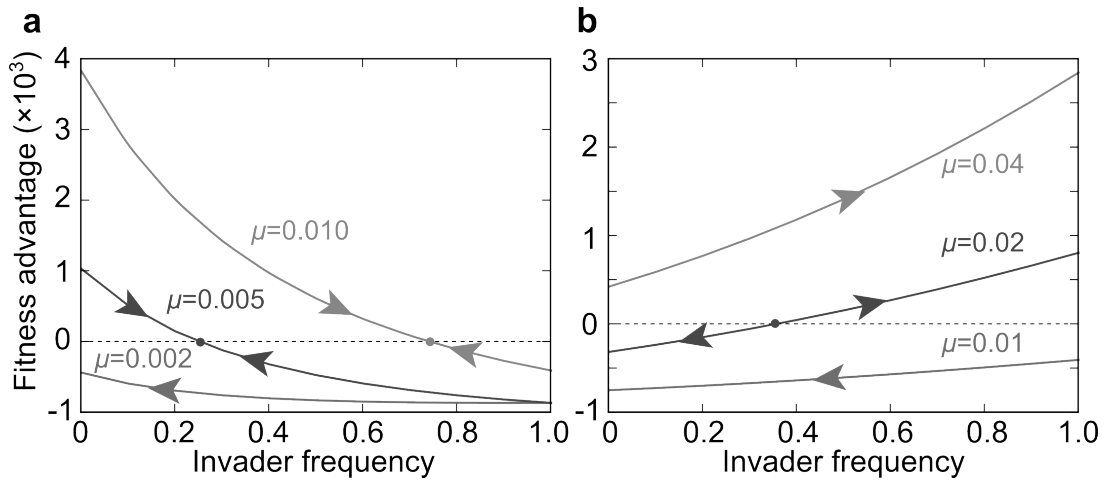 a
Fitness advantage (×10³)
4
3
2
1
0
-1
μ=0.010
μ=0.005
μ=0.002
0 0.2 0.4 0.6 0.8 1.0
Invader frequency
b
3
2
1
0
-1
μ=0.04
μ=0.02
μ=0.01
0 0.2 0.4 0.6 0.8 1.0
Invader frequency